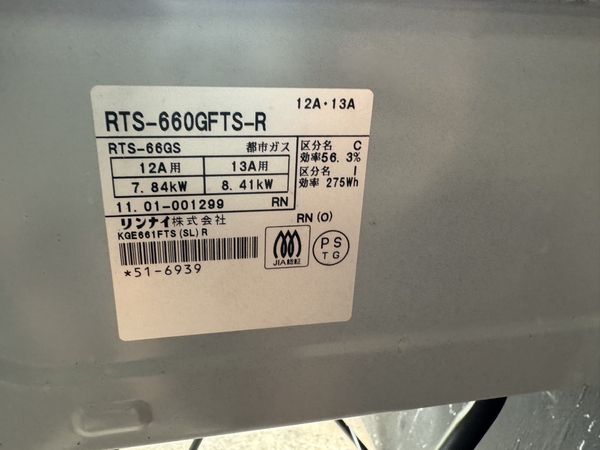 12A・13A
RTS-660GFTS-R
RTS-66GS 都市ガス
12A用 13A用
7.84kW 8.41kW
区分名 C
効率56.3%
区分名 I
効率 275Wh
11.01-001299 RN
リンナイ株式会社 RN(O)
KGE661FTS(SL)R
*51-6939
JIA認証
PS
TG